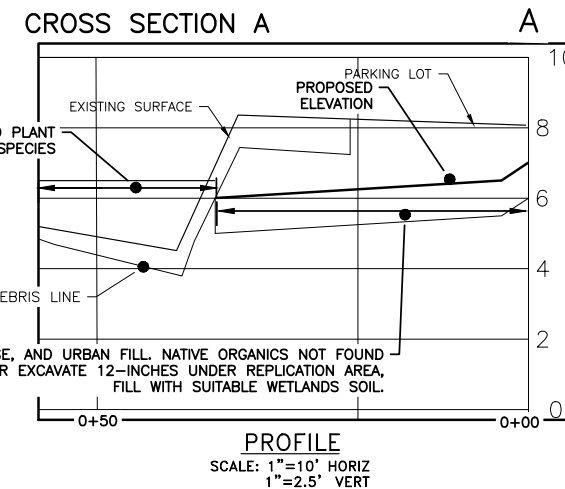 CROSS SECTION A
A
PARKING LOT
PROPOSED
ELEVATION
EXISTING SURFACE
PLANT
SPECIES
8
6
4
2
0
EBRIS LINE
SE, AND URBAN FILL. NATIVE ORGANICS NOT FOUND
R EXCAVATE 12-INCHES UNDER REPLICATION AREA,
FILL WITH SUITABLE WETLANDS SOIL.
0+50
0+00
PROFILE
SCALE: 1"=10' HORIZ
1"=2.5' VERT